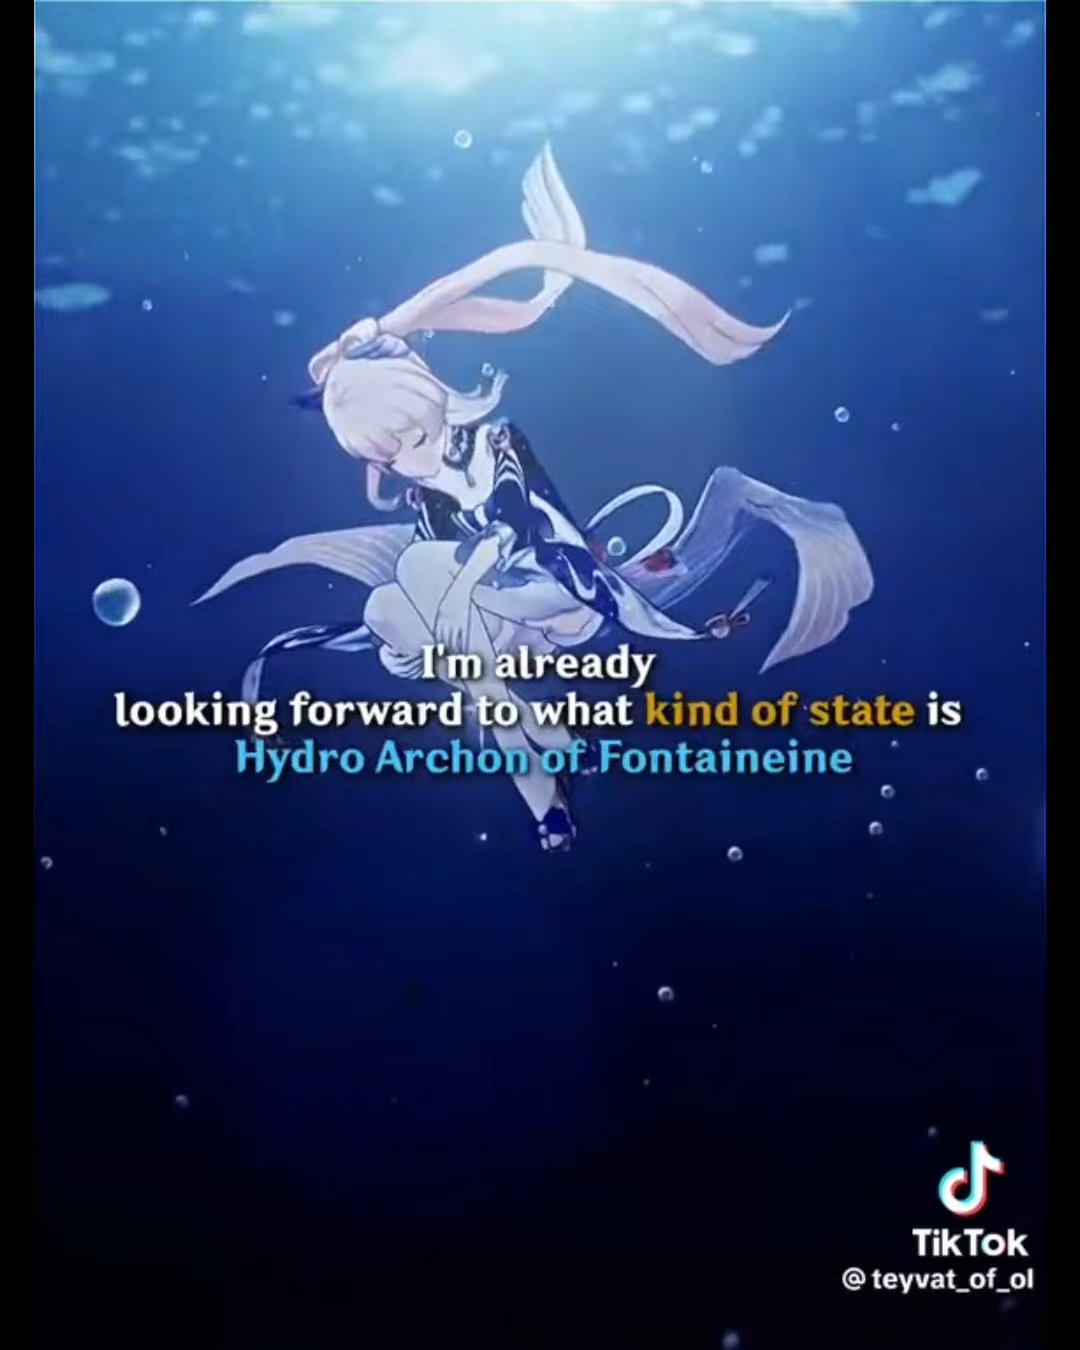 I'm already
looking forward to what kind of state is
Hydro Archon of Fontaineine
TikTok
@teyvat_of_ol